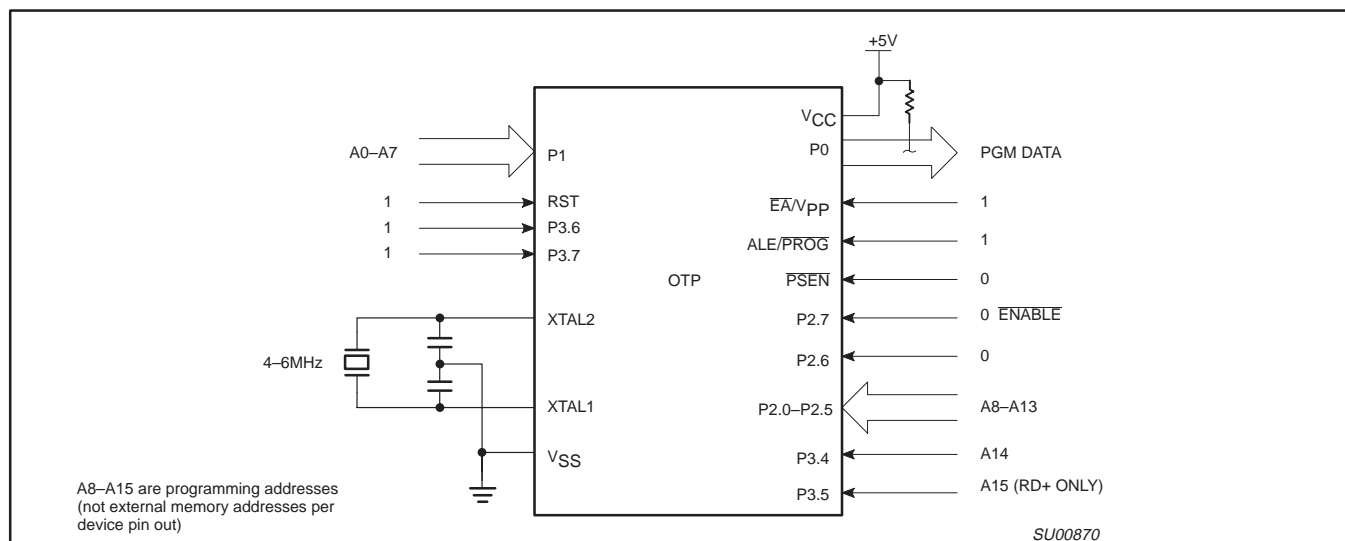 +5V
VCC
A0–A7
P1
P0
PGM DATA
1
RST
EA/VPP
1
1
P3.6
ALE/PROG
1
1
P3.7
OTP
PSEN
0
XTAL2
P2.7
0 ENABLE
4–6MHz
P2.6
0
XTAL1
P2.0–P2.5
A8–A13
VSS
P3.4
A14
P3.5
A15 (RD+ ONLY)
A8–A15 are programming addresses
(not external memory addresses per
device pin out)
SU00870